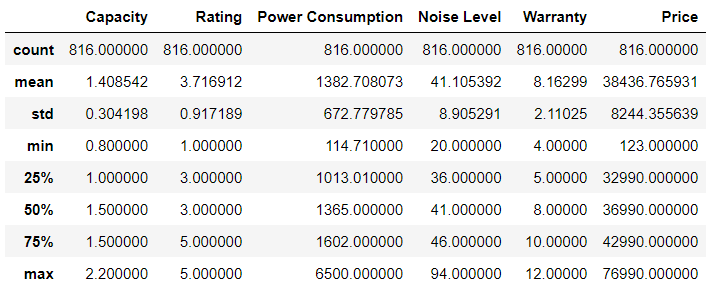 Capacity Rating Power Consumption Noise Level Warranty Price
count 816.000000 816.000000 816.000000 816.000000 816.00000 816.000000
mean 1.408542 3.716912 1382.708073 41.105392 8.16299 38436.765931
std 0.304198 0.917189 672.779785 8.905291 2.11025 8244.355639
min 0.800000 1.000000 114.710000 20.000000 4.00000 123.000000
25% 1.000000 3.000000 1013.010000 36.000000 5.00000 32990.000000
50% 1.500000 3.000000 1365.000000 41.000000 8.00000 36990.000000
75% 1.500000 5.000000 1602.000000 46.000000 10.00000 42990.000000
max 2.200000 5.000000 6500.000000 94.000000 12.00000 76990.000000